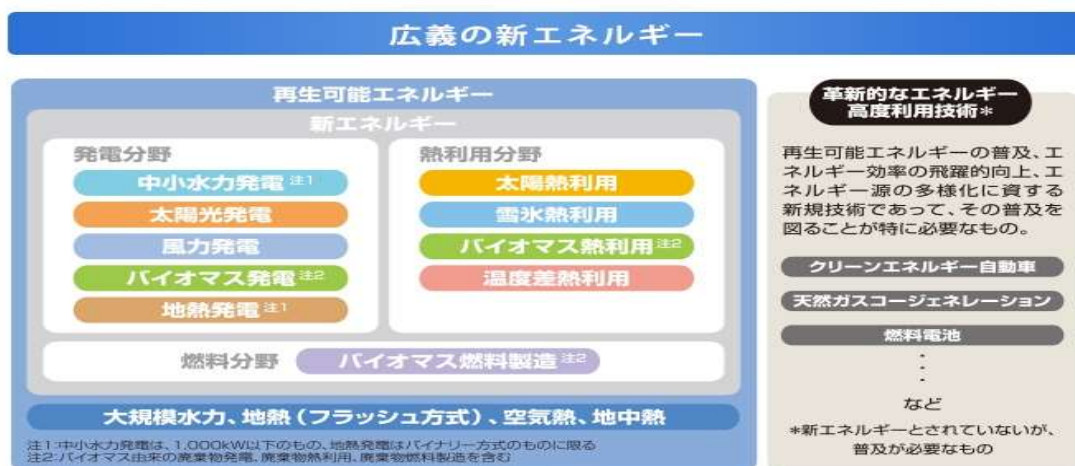 広義の新エネルギー
再生可能エネルギー
新エネルギー
発電分野
中小水力発電 注1
太陽光発電
風力発電
バイオマス発電 注2
地熱発電 注1
熱利用分野
太陽熱利用
雪氷熱利用
バイオマス熱利用 注2
温度差熱利用
燃料分野
バイオマス燃料製造 注2
大規模水力、地熱(フラッシュ方式)、空気熱、地中熱
注1:中小水力発電は、1,000kW以下のもの、地熱発電はバイナリー方式のものに限る
注2:バイオマス由来の廃棄物発電、廃棄物熱利用、廃棄物燃料製造を含む
革新的なエネルギー
高度利用技術*
再生可能エネルギーの普及、エ
ネルギー効率の飛躍的向上、エ
ネルギー源の多様化に資する
新規技術であって、その普及を
図ることが特に必要なもの。
クリーンエネルギー自動車
天然ガスコージェネレーション
燃料電池
・
・
・
など
*新エネルギーとされていないが、
普及が必要なもの